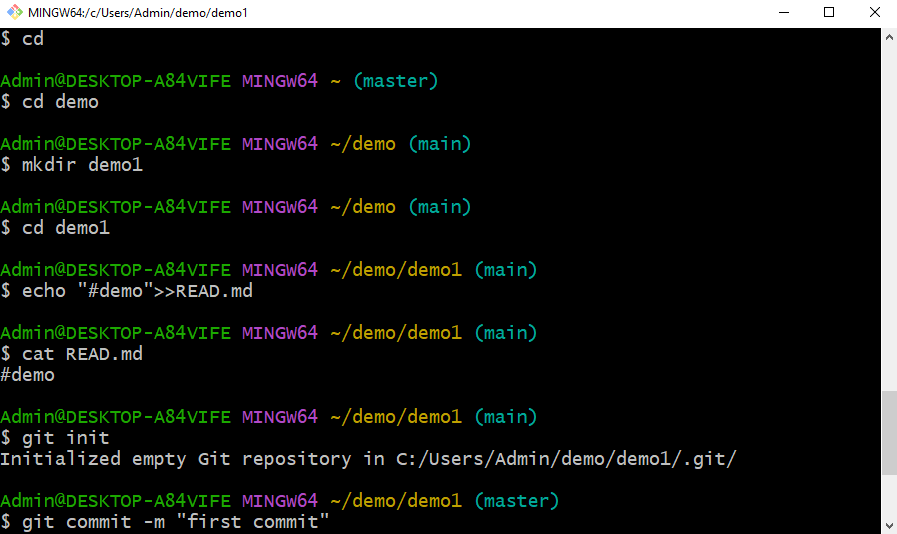 MINGW64:/c/Users/Admin/demo/demo1
$ cd
Admin@DESKTOP-A84VIFE MINGW64 ~ (master)
$ cd demo
Admin@DESKTOP-A84VIFE MINGW64 ~/demo (main)
$ mkdir demo1
Admin@DESKTOP-A84VIFE MINGW64 ~/demo (main)
$ cd demo1
Admin@DESKTOP-A84VIFE MINGW64 ~/demo/demo1 (main)
$ echo "#demo">>READ.md
Admin@DESKTOP-A84VIFE MINGW64 ~/demo/demo1 (main)
$ cat READ.md
#demo
Admin@DESKTOP-A84VIFE MINGW64 ~/demo/demo1 (main)
$ git init
Initialized empty Git repository in C:/Users/Admin/demo/demo1/.git/
Admin@DESKTOP-A84VIFE MINGW64 ~/demo/demo1 (master)
$ git commit -m "first commit"